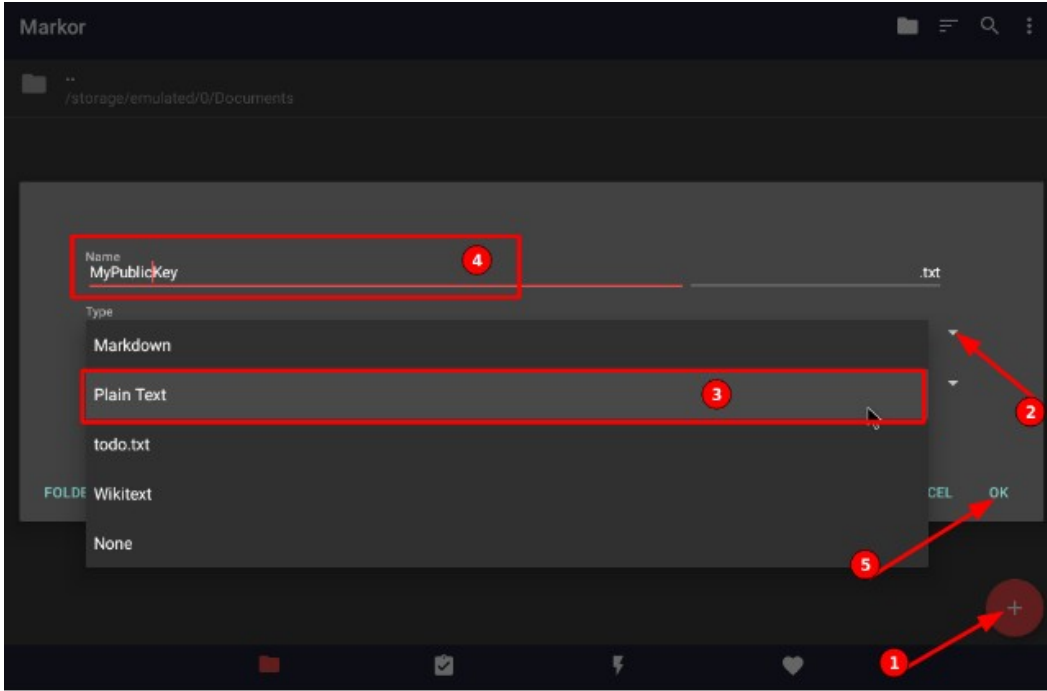 Markor
..
/storage/emulated/0/Documents
Name
MyPublicKey
.txt
4
Type
Markdown
2
Plain Text
3
todo.txt
FOLDE
Wikitext
CEL
OK
None
5
1